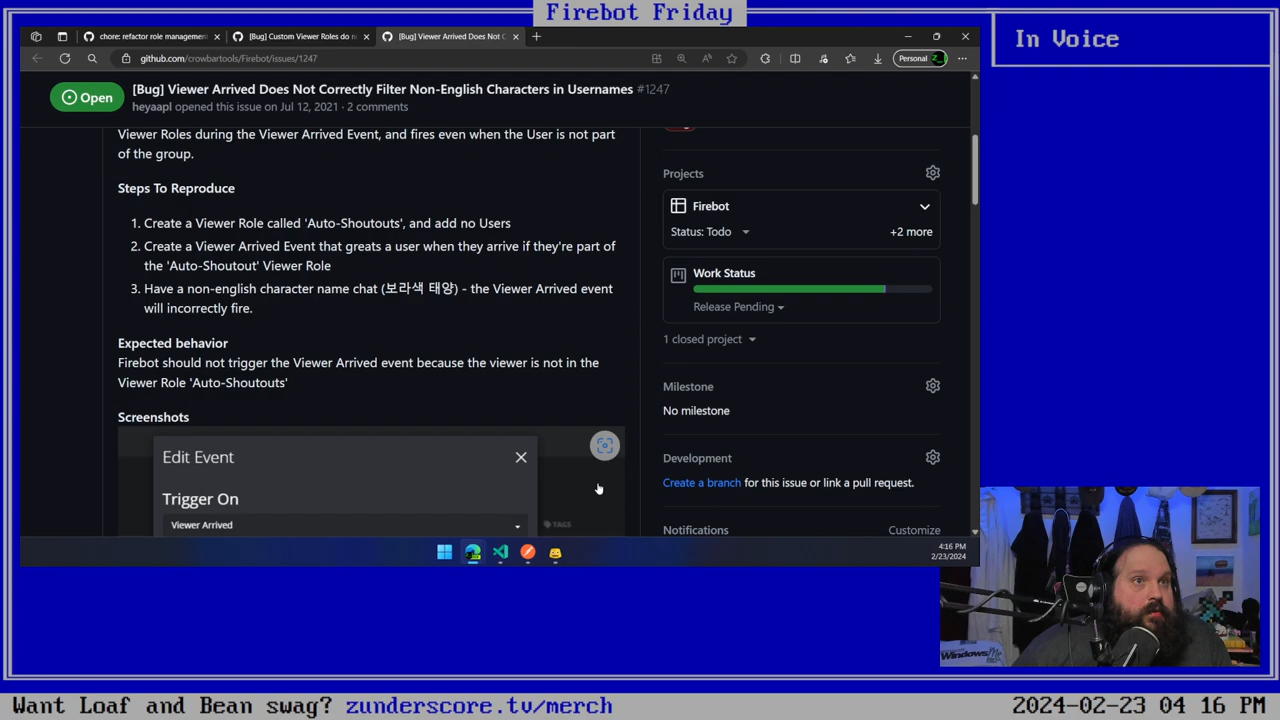 Firebot Friday
In Voice
chore: refactor role managemen
[Bug] Custom Viewer Roles do n
[Bug] Viewer Arrived Does Not C
github.com/crowbartools/Firebot/issues/1247
Personal
Open
[Bug] Viewer Arrived Does Not Correctly Filter Non-English Characters in Usernames #1247
heyaapl opened this issue on Jul 12, 2021 · 2 comments
Viewer Roles during the Viewer Arrived Event, and fires even when the User is not part
of the group.
Steps To Reproduce
1. Create a Viewer Role called 'Auto-Shoutouts', and add no Users
2. Create a Viewer Arrived Event that greats a user when they arrive if they're part of
the 'Auto-Shoutout' Viewer Role
3. Have a non-english character name chat (보라색 태양) - the Viewer Arrived event
will incorrectly fire.
Expected behavior
Firebot should not trigger the Viewer Arrived event because the viewer is not in the
Viewer Role 'Auto-Shoutouts'
Screenshots
Edit Event
Trigger On
Viewer Arrived
TAGS
Projects
Firebot
Status: Todo
+2 more
Work Status
Release Pending
1 closed project
Milestone
No milestone
Development
Create a branch for this issue or link a pull request.
Notifications
Customize
4:16 PM
2/23/2024
Windows Me
Want Loaf and Bean swag? zunderscore.tv/merch
2024-02-23 04 16 PM